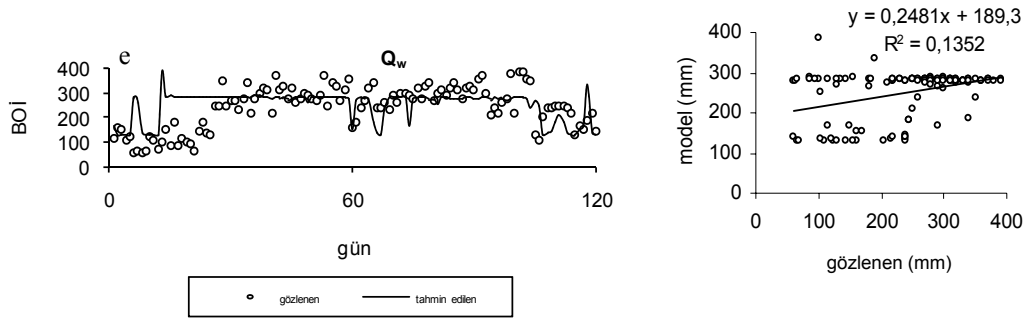 e
Q_w
BOİ
400
300
200
100
0
0 60 120
gün
gözlenen tahmin edilen
y = 0,2481x + 189,3
R² = 0,1352
model (mm)
400
300
200
100
0
0 100 200 300 400
gözlenen (mm)